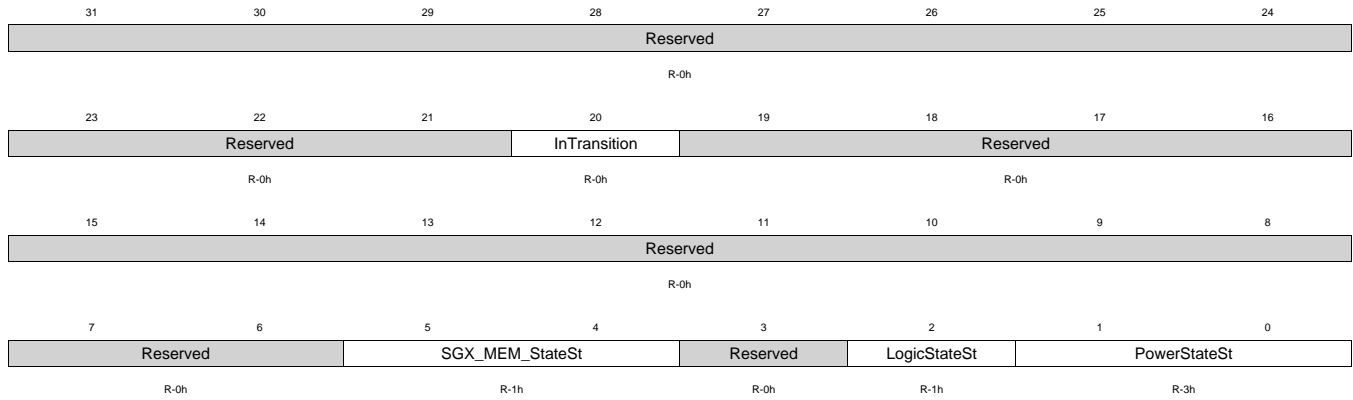 31 30 29 28 27 26 25 24
Reserved
R-0h
23 22 21 20 19 18 17 16
Reserved InTransition Reserved
R-0h R-0h R-0h
15 14 13 12 11 10 9 8
Reserved
R-0h
7 6 5 4 3 2 1 0
Reserved SGX_MEM_StateSt Reserved LogicStateSt PowerStateSt
R-0h R-1h R-0h R-1h R-3h